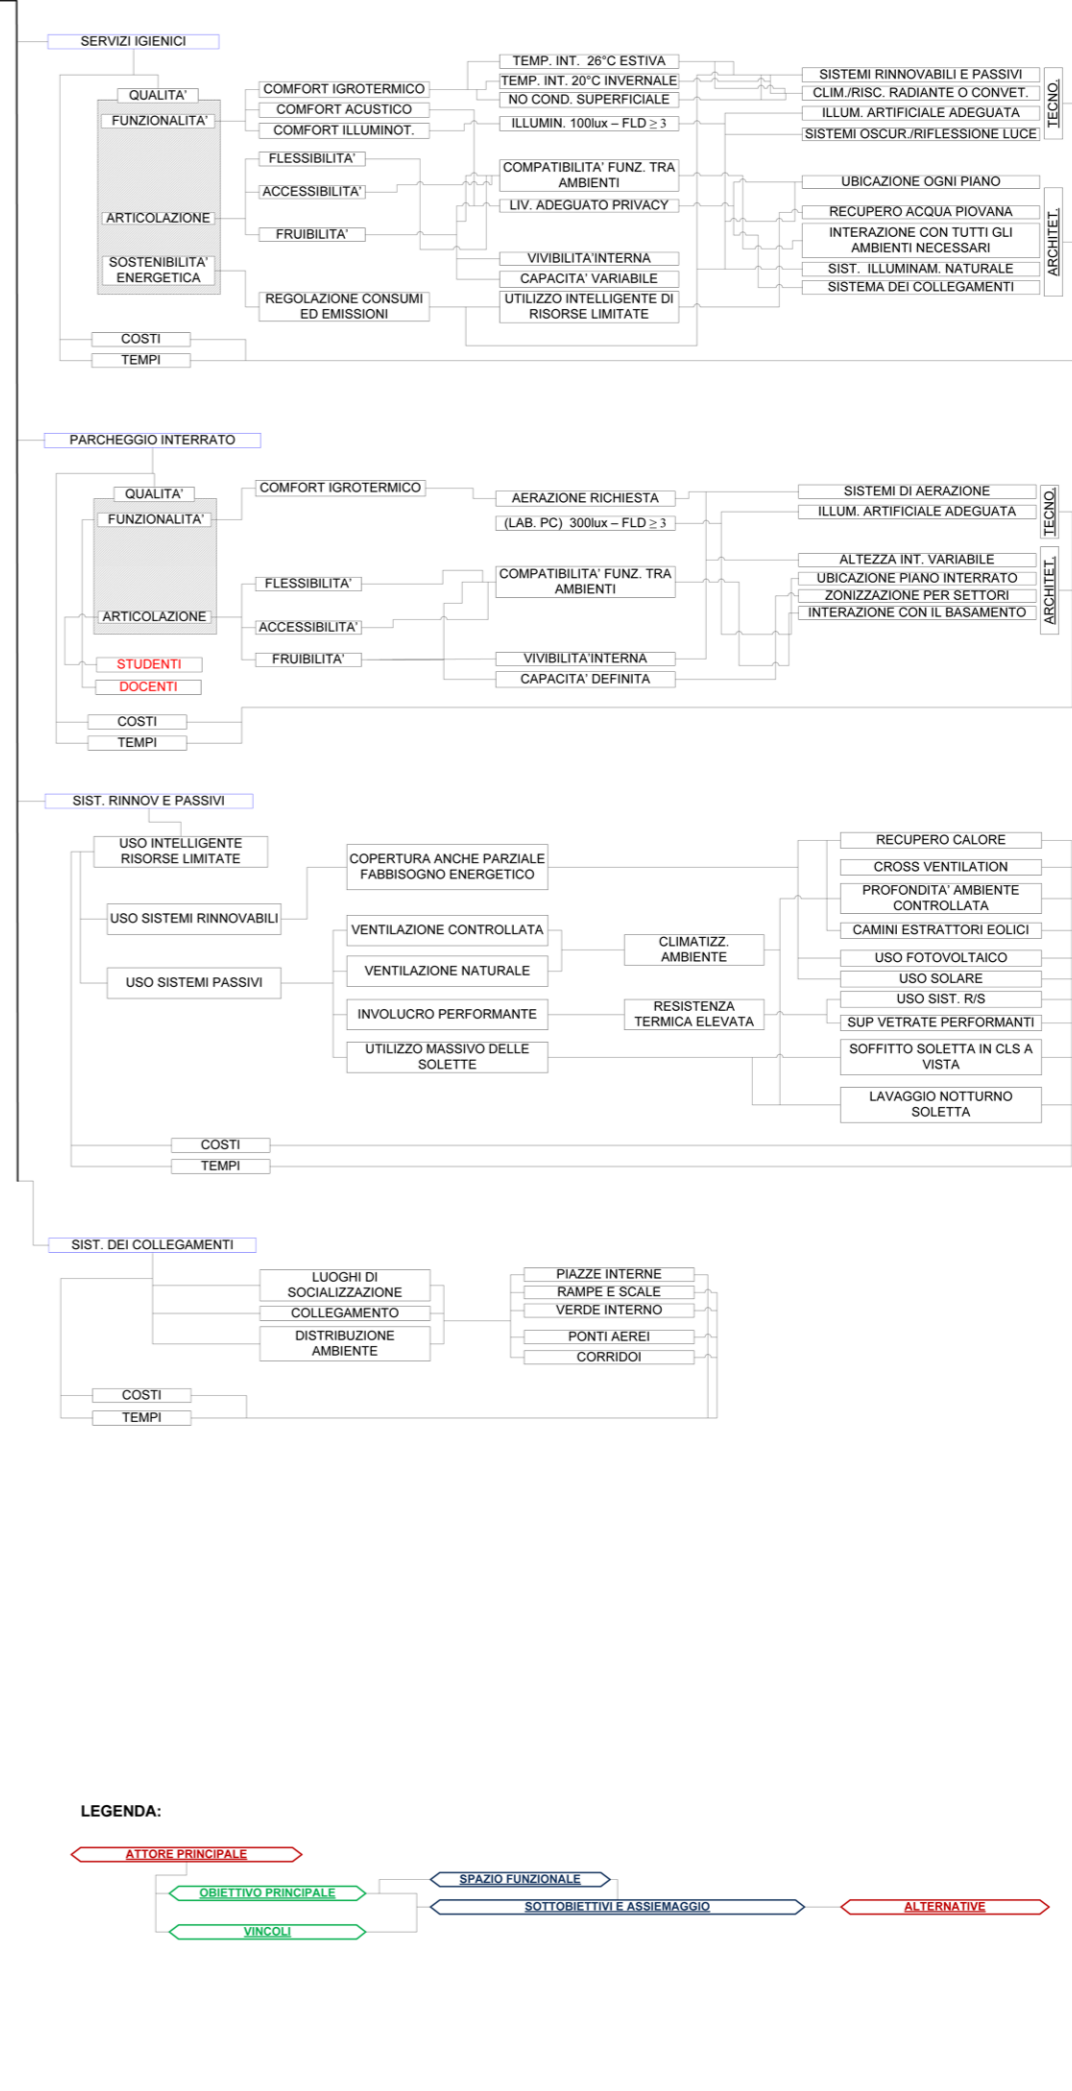 SERVIZI IGIENICI
QUALITA'
FUNZIONALITA'
ARTICOLAZIONE
SOSTENIBILITA'
ENERGETICA
COSTI
TEMPI
COMFORT IGROTERMICO
COMFORT ACUSTICO
COMFORT ILLUMINOT.
FLESSIBILITA'
ACCESSIBILITA'
FRUIBILITA'
REGOLAZIONE CONSUMI
ED EMISSIONI
TEMP. INT. 26°C ESTIVA
TEMP. INT. 20°C INVERNALE
NO COND. SUPERFICIALE
ILLUMIN. 100lux – FLD ≥ 3
COMPATIBILITA' FUNZ. TRA
AMBIENTI
LIV. ADEGUATO PRIVACY
VIVIBILITA'INTERNA
CAPACITA' VARIABILE
UTILIZZO INTELLIGENTE DI
RISORSE LIMITATE
SISTEMI RINNOVABILI E PASSIVI
CLIM./RISC. RADIANTE O CONVET.
ILLUM. ARTIFICIALE ADEGUATA
SISTEMI OSCUR./RIFLESSIONE LUCE
UBICAZIONE OGNI PIANO
RECUPERO ACQUA PIOVANA
INTERAZIONE CON TUTTI GLI
AMBIENTI NECESSARI
SIST. ILLUMINAM. NATURALE
SISTEMA DEI COLLEGAMENTI
TECNO.
ARCHITET.
PARCHEGGIO INTERRATO
QUALITA'
FUNZIONALITA'
ARTICOLAZIONE
STUDENTI
DOCENTI
COSTI
TEMPI
COMFORT IGROTERMICO
FLESSIBILITA'
ACCESSIBILITA'
FRUIBILITA'
AERAZIONE RICHIESTA
(LAB. PC) 300lux – FLD ≥ 3
COMPATIBILITA' FUNZ. TRA
AMBIENTI
VIVIBILITA'INTERNA
CAPACITA' DEFINITA
SISTEMI DI AERAZIONE
ILLUM. ARTIFICIALE ADEGUATA
ALTEZZA INT. VARIABILE
UBICAZIONE PIANO INTERRATO
ZONIZZAZIONE PER SETTORI
INTERAZIONE CON IL BASAMENTO
TECNO.
ARCHITET.
SIST. RINNOV E PASSIVI
USO INTELLIGENTE
RISORSE LIMITATE
USO SISTEMI RINNOVABILI
USO SISTEMI PASSIVI
COSTI
TEMPI
COPERTURA ANCHE PARZIALE
FABBISOGNO ENERGETICO
VENTILAZIONE CONTROLLATA
VENTILAZIONE NATURALE
INVOLUCRO PERFORMANTE
UTILIZZO MASSIVO DELLE
SOLETTE
CLIMATIZZ.
AMBIENTE
RESISTENZA
TERMICA ELEVATA
RECUPERO CALORE
CROSS VENTILATION
PROFONDITA' AMBIENTE
CONTROLLATA
CAMINI ESTRATTORI EOLICI
USO FOTOVOLTAICO
USO SOLARE
USO SIST. R/S
SUP VETRATE PERFORMANTI
SOFFITTO SOLETTA IN CLS A
VISTA
LAVAGGIO NOTTURNO
SOLETTA
SIST. DEI COLLEGAMENTI
LUOGHI DI
SOCIALIZZAZIONE
COLLEGAMENTO
DISTRIBUZIONE
AMBIENTE
COSTI
TEMPI
PIAZZE INTERNE
RAMPE E SCALE
VERDE INTERNO
PONTI AEREI
CORRIDOI
LEGENDA:
ATTORE PRINCIPALE
OBIETTIVO PRINCIPALE
VINCOLI
SPAZIO FUNZIONALE
SOTTOBIETTIVI E ASSIEMAGGIO
ALTERNATIVE